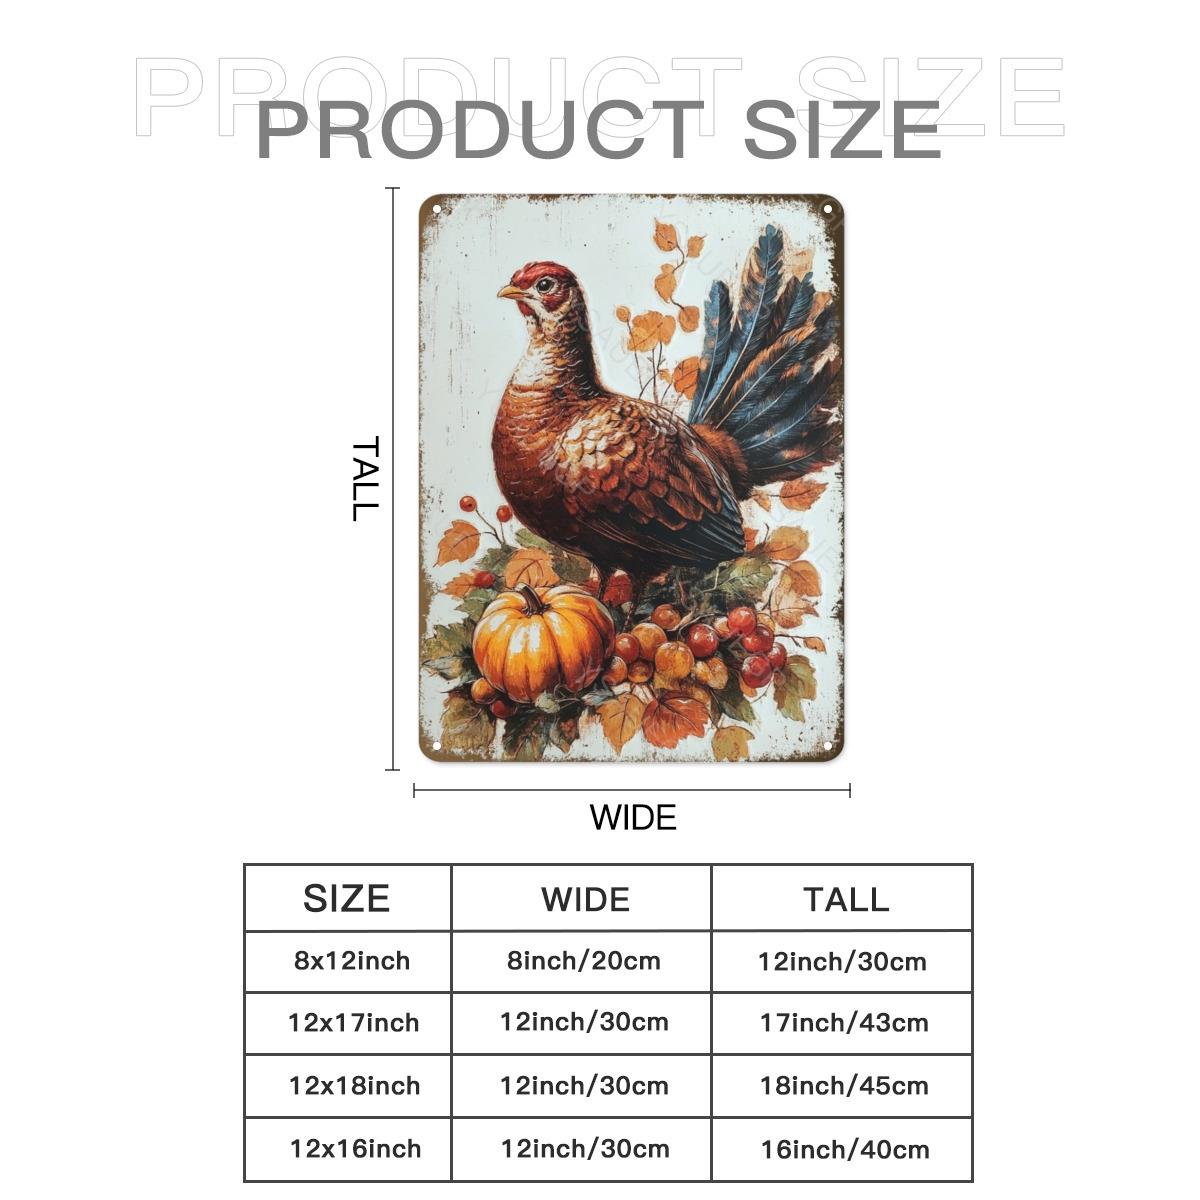 PRODUCT SIZE
PRODUCT SIZE
TALL
WIDE
SIZE WIDE TALL
8x12inch 8inch/20cm 12inch/30cm
12x17inch 12inch/30cm 17inch/43cm
12x18inch 12inch/30cm 18inch/45cm
12x16inch 12inch/30cm 16inch/40cm